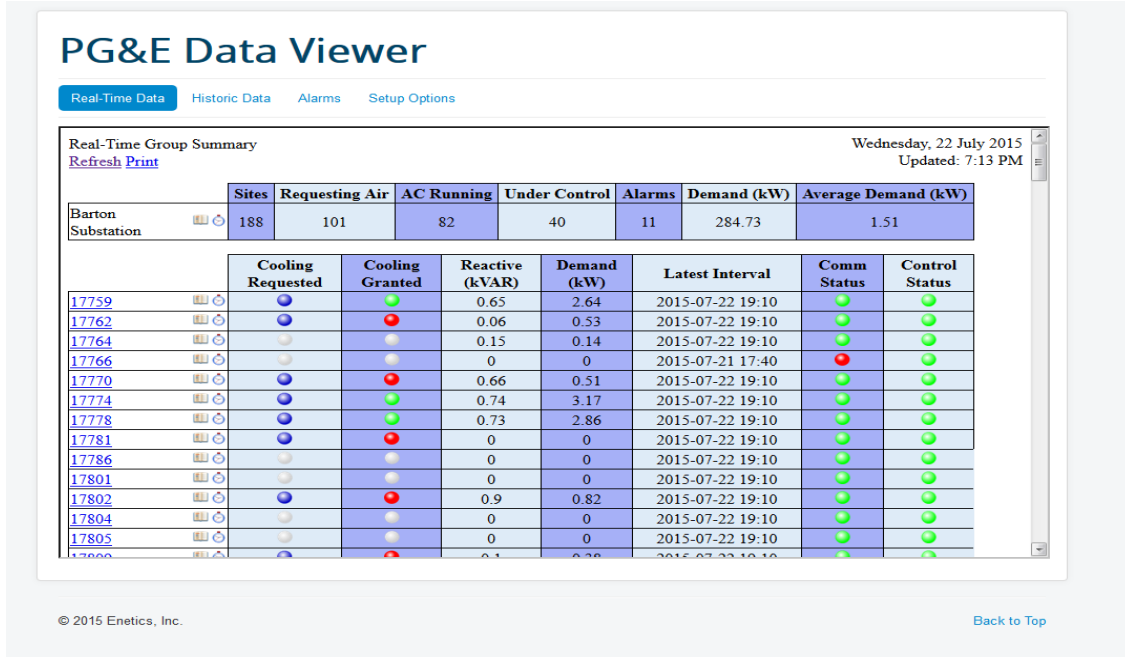 PG&E Data Viewer
Real-Time Data Historic Data Alarms Setup Options
Real-Time Group Summary Wednesday, 22 July 2015
Refresh Print Updated: 7:13 PM
Sites Requesting Air AC Running Under Control Alarms Demand (kW) Average Demand (kW)
Barton Substation 188 101 82 40 11 284.73 1.51
Cooling Requested Cooling Granted Reactive (kVAR) Demand (kW) Latest Interval Comm Status Control Status
17759 0.65 2.64 2015-07-22 19:10
17762 0.06 0.53 2015-07-22 19:10
17764 0.15 0.14 2015-07-22 19:10
17766 0 0 2015-07-21 17:40
17770 0.66 0.51 2015-07-22 19:10
17774 0.74 3.17 2015-07-22 19:10
17778 0.73 2.86 2015-07-22 19:10
17781 0 0 2015-07-22 19:10
17786 0 0 2015-07-22 19:10
17801 0 0 2015-07-22 19:10
17802 0.9 0.82 2015-07-22 19:10
17804 0 0 2015-07-22 19:10
17805 0 0 2015-07-22 19:10
© 2015 Enetics, Inc. Back to Top